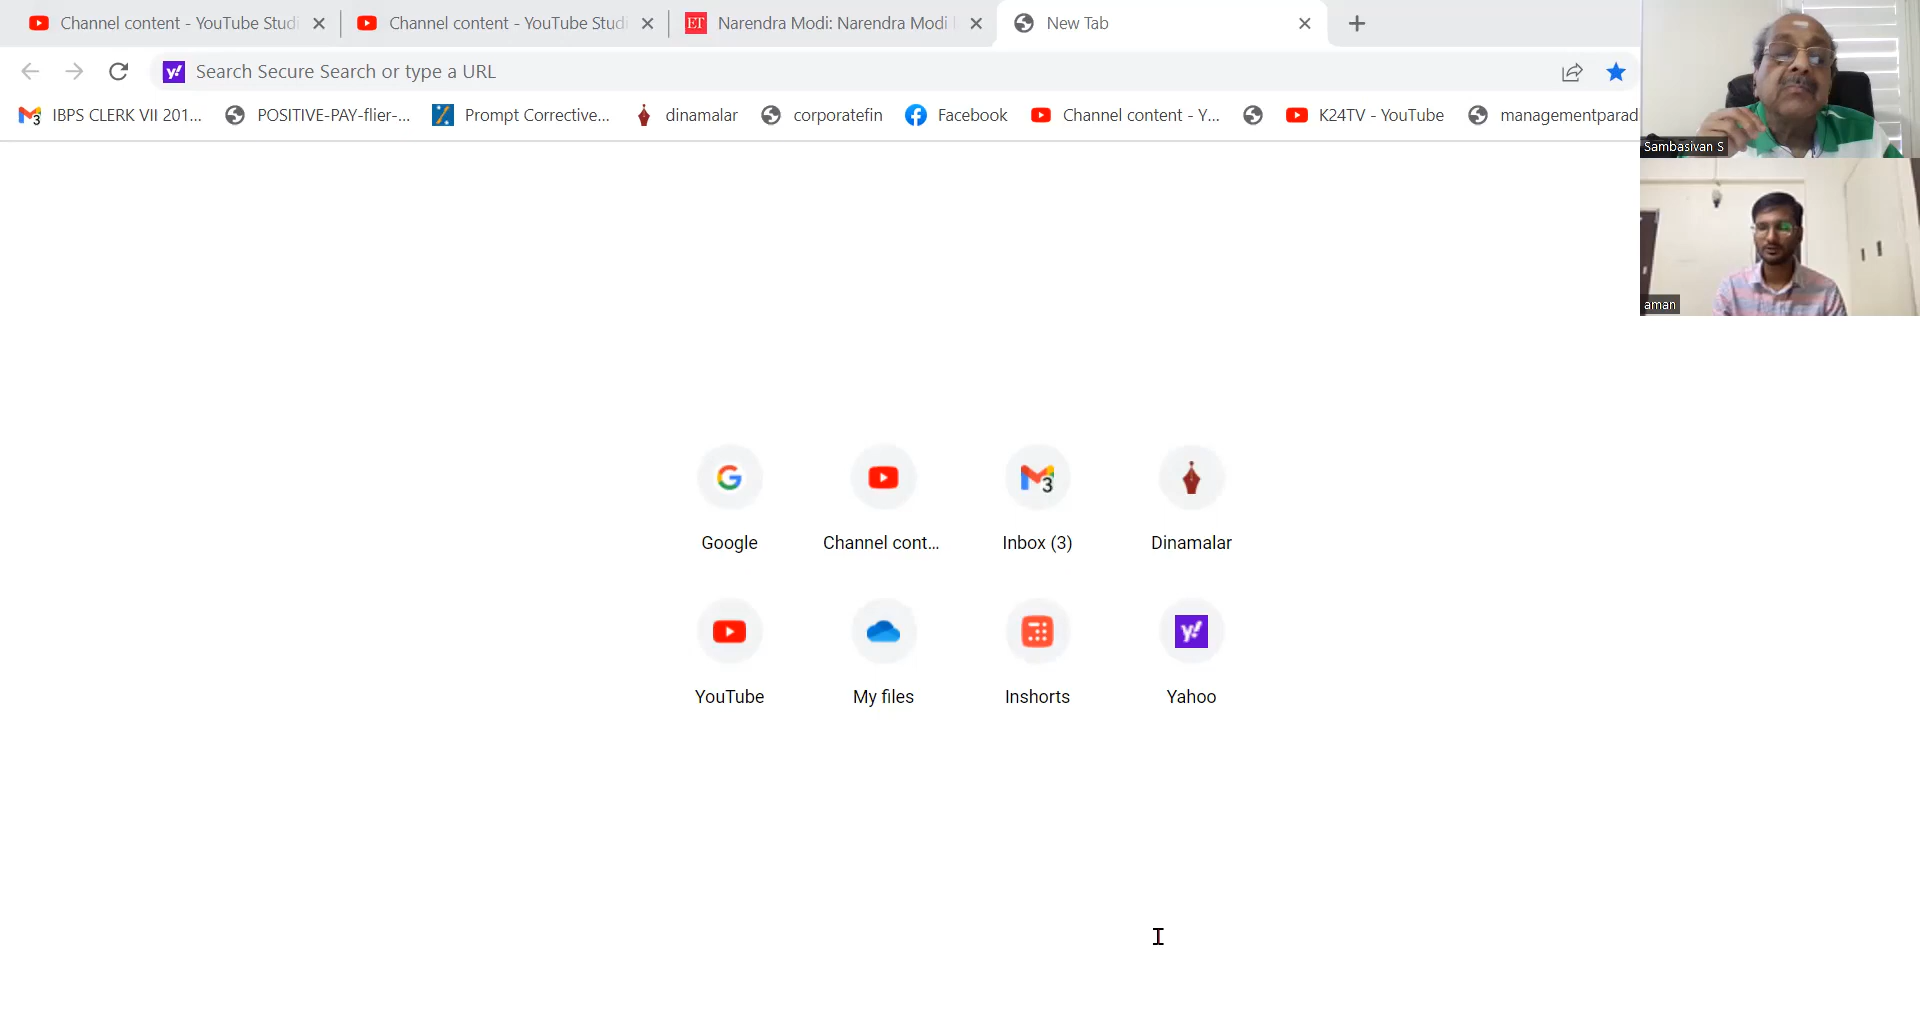 Channel content - YouTube Studi
Channel content - YouTube Studi
ET Narendra Modi: Narendra Modi
New Tab
y! Search Secure Search or type a URL
IBPS CLERK VII 201... POSITIVE-PAY-flier-... Prompt Corrective... dinamalar corporatefin Facebook Channel content - Y... K24TV - YouTube managementparad
Sambasivan S
aman
3
Google Channel cont... Inbox (3) Dinamalar
y!
YouTube My files Inshorts Yahoo